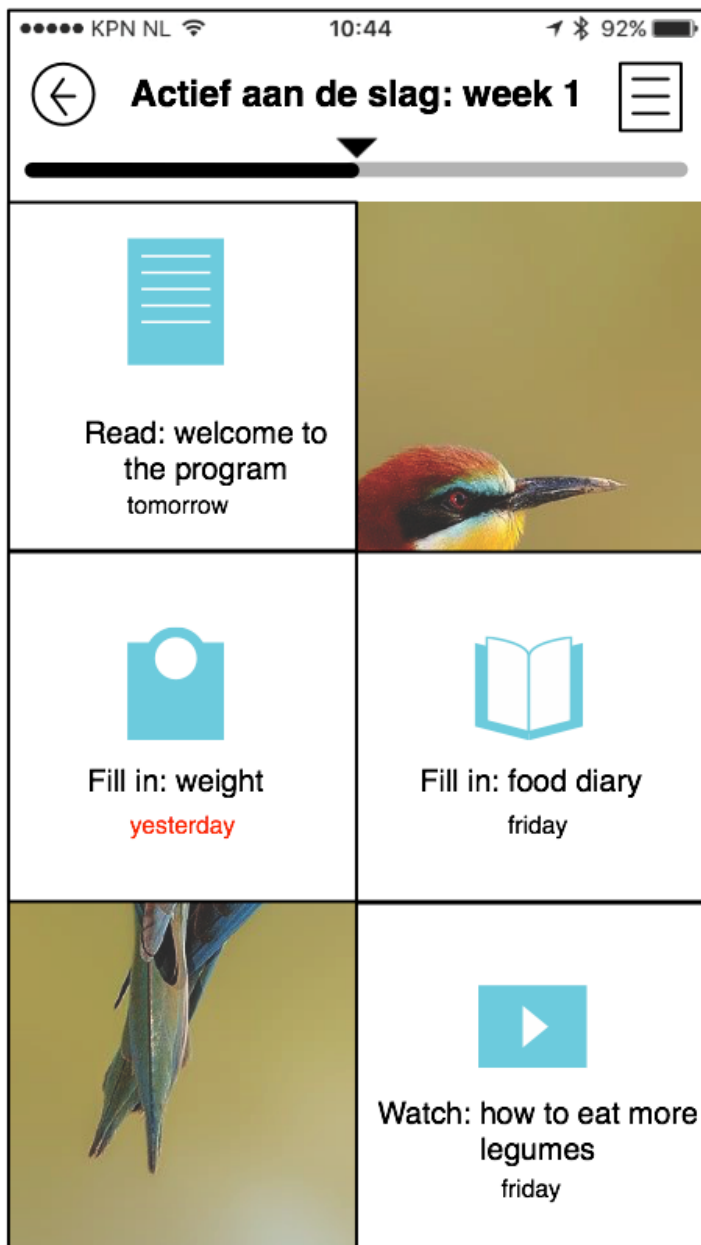 KPN NL 10:44 92%
Actief aan de slag: week 1
Read: welcome to
the program
tomorrow
Fill in: weight
yesterday
Fill in: food diary
friday
Watch: how to eat more
legumes
friday